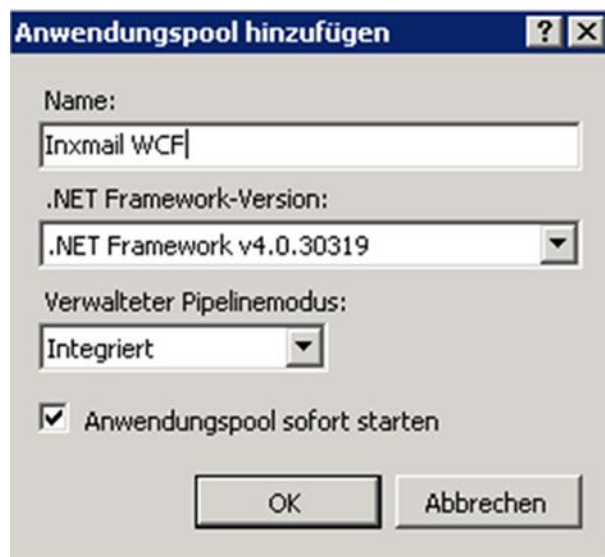 Anwendungspool hinzufügen
Name:
Inxmail WCF
.NET Framework-Version:
.NET Framework v4.0.30319
Verwalteter Pipelinemodus:
Integriert
Anwendungspool sofort starten
OK Abbrechen